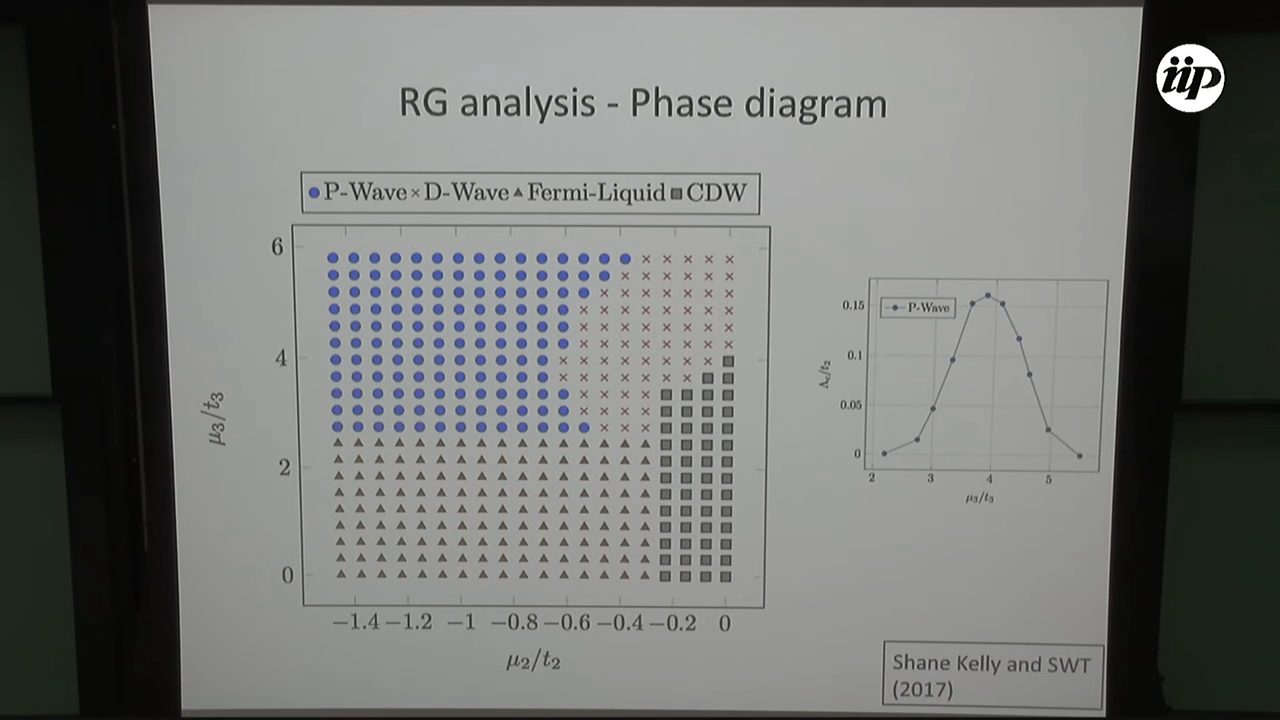 iip
RG analysis - Phase diagram
P-Wave × D-Wave Fermi-Liquid CDW
6
4
2
0
μ₃/t₃
−1.4 −1.2 −1 −0.8 −0.6 −0.4 −0.2 0
μ₂/t₂
P-Wave
0.15
0.1
0.05
0
Λc/t₂
2 3 4 5
μ₃/t₃
Shane Kelly and SWT
(2017)